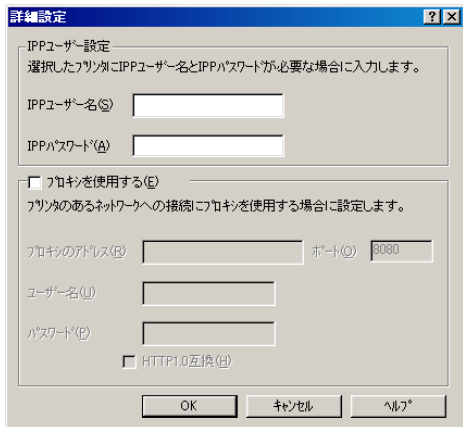 詳細設定
IPPユーザー設定
選択したﾌﾟﾘﾝﾀにIPPユーザー名とIPPﾊﾟｽﾜｰﾄﾞが必要な場合に入力します。
IPPユーザー名(S)
IPPﾊﾟｽﾜｰﾄﾞ(A)
ﾌﾟﾛｷｼを使用する(E)
ﾌﾟﾘﾝﾀのあるﾈｯﾄﾜｰｸへの接続にﾌﾟﾛｷｼを使用する場合に設定します。
ﾌﾟﾛｷｼのｱﾄﾞﾚｽ(R) ﾎﾟｰﾄ(O) 8080
ユーザー名(U)
ﾊﾟｽﾜｰﾄﾞ(P)
HTTP1.0互換(H)
OK ｷｬﾝｾﾙ ﾍﾙﾌﾟ